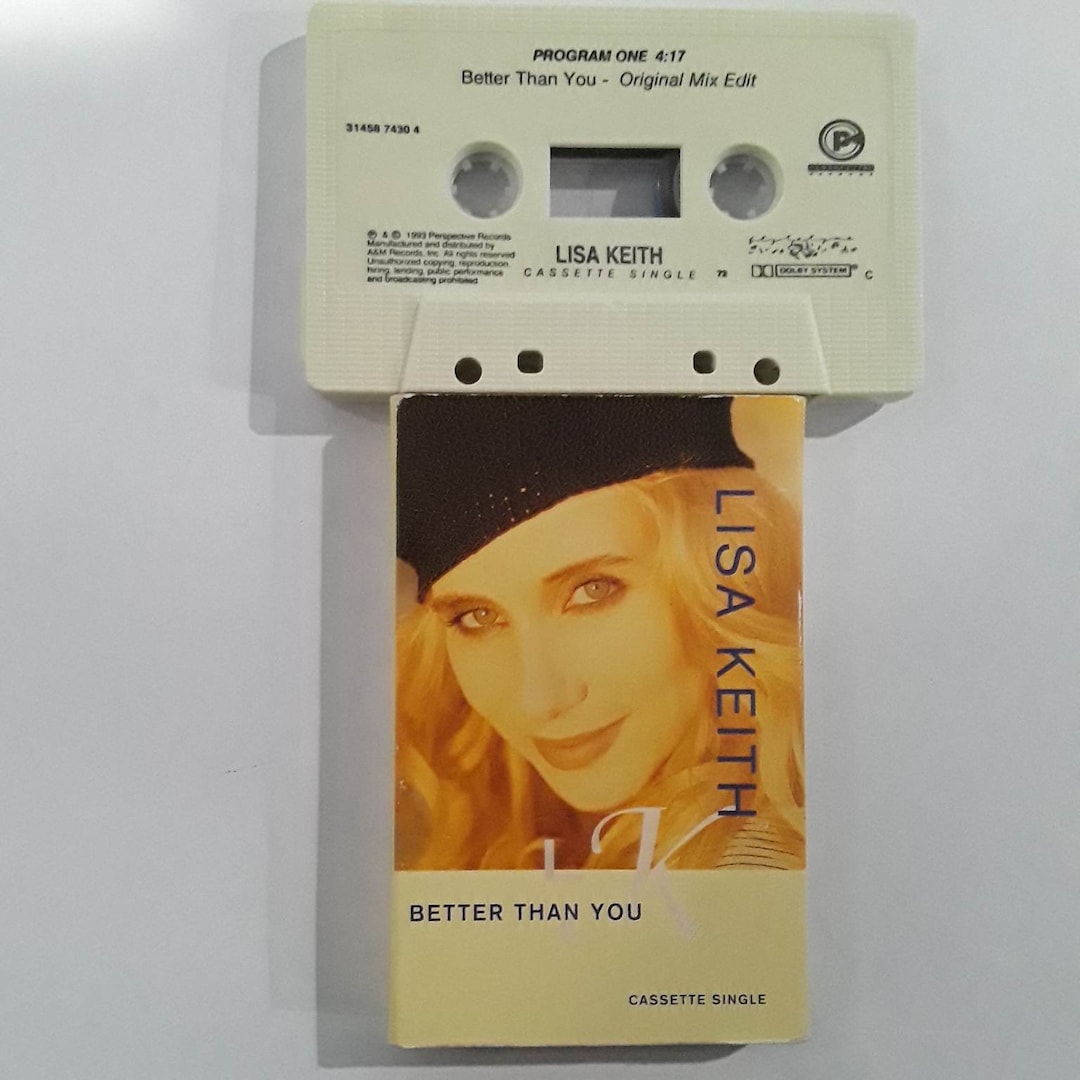 PROGRAM ONE 4:17
Better Than You - Original Mix Edit
31458 7430 4
P
℗ & © 1993 Perspective Records
Manufactured and distributed by
A&M Records, Inc. All rights reserved
Unauthorized copying, reproduction,
hiring, lending, public performance
and broadcasting prohibited.
LISA KEITH
CASSETTE SINGLE
72
DOLBY SYSTEM®
C
LISA KEITH
LK
BETTER THAN YOU
CASSETTE SINGLE